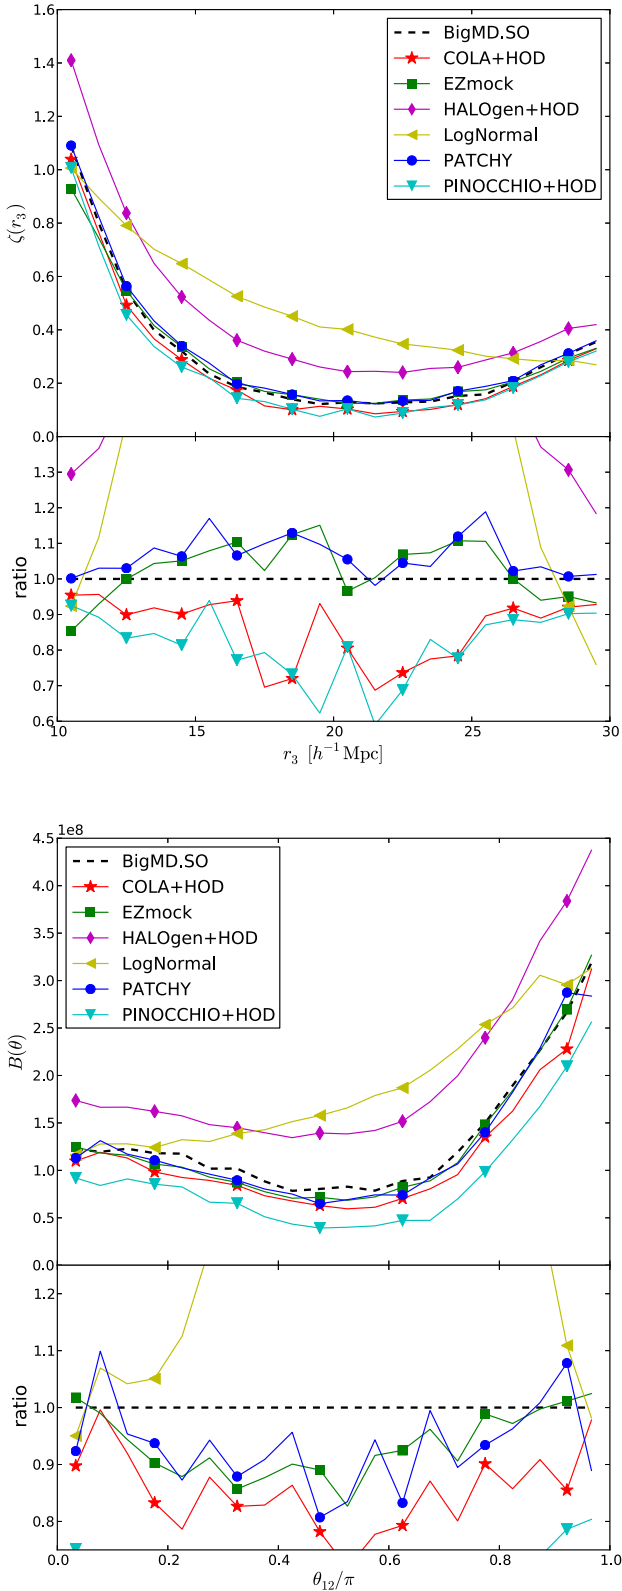 1.6
1.4
1.2
1.0
0.8
0.6
0.4
0.2
0.0
ζ(r₃)
BigMD.SO
COLA+HOD
EZmock
HALOgen+HOD
LogNormal
PATCHY
PINOCCHIO+HOD
1.3
1.2
1.1
1.0
0.9
0.8
0.7
0.6
ratio
10 15 20 25 30
r₃ [h⁻¹Mpc]
1e8
4.5
4.0
3.5
3.0
2.5
2.0
1.5
1.0
0.5
0.0
B(θ)
BigMD.SO
COLA+HOD
EZmock
HALOgen+HOD
LogNormal
PATCHY
PINOCCHIO+HOD
1.2
1.1
1.0
0.9
0.8
ratio
0.0 0.2 0.4 0.6 0.8 1.0
θ₁₂/π